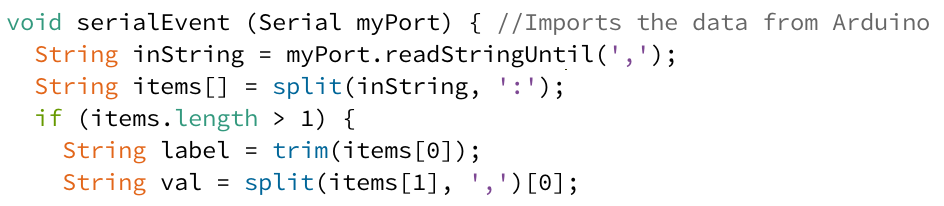 void serialEvent (Serial myPort) { //Imports the data from Arduino
  String inString = myPort.readStringUntil(',');
  String items[] = split(inString, ':');
  if (items.length > 1) {
    String label = trim(items[0]);
    String val = split(items[1], ',')[0];